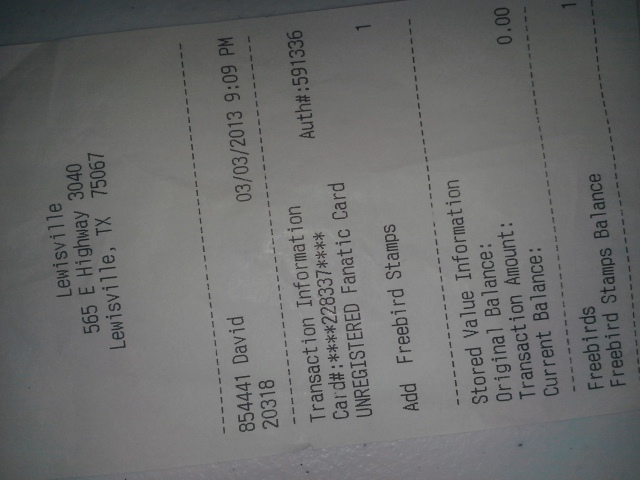 Lewisville
565 E Highway 3040
Lewisville, TX 75067
854441 David
20318 03/03/2013 9:09 PM
Transaction Information
Card#:****228337**** Auth#:591336
UNREGISTERED Fanatic Card
Add Freebird Stamps 1
Stored Value Information
Original Balance:
Transaction Amount:
Current Balance: 0.00
Freebirds
Freebird Stamps Balance 1